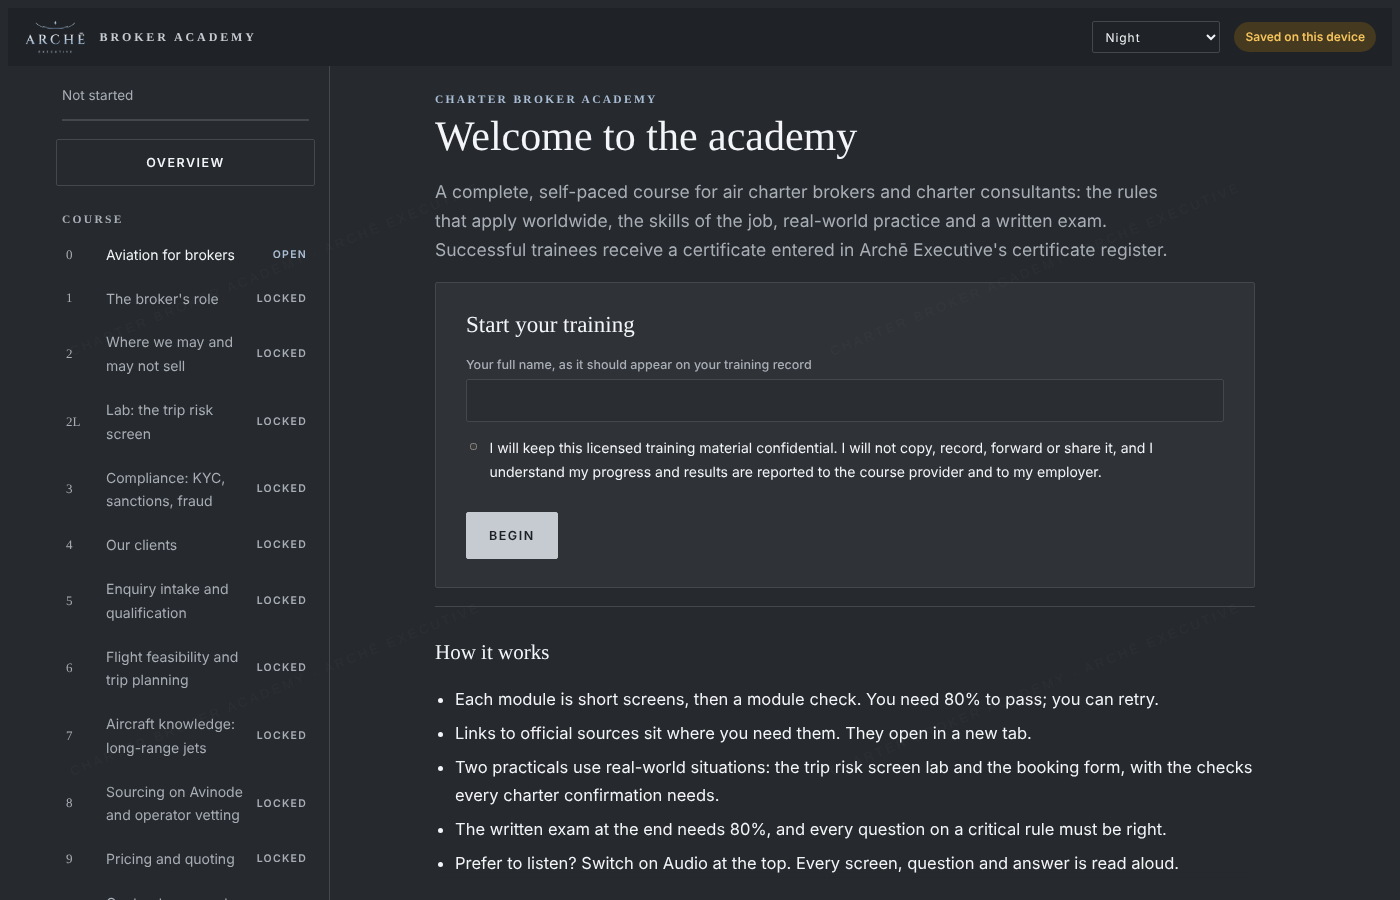 ARCHĒ
EXECUTIVE
BROKER ACADEMY
Night
Saved on this device
Not started
OVERVIEW
COURSE
0 Aviation for brokers OPEN
1 The broker's role LOCKED
2 Where we may and may not sell LOCKED
2L Lab: the trip risk screen LOCKED
3 Compliance: KYC, sanctions, fraud LOCKED
4 Our clients LOCKED
5 Enquiry intake and qualification LOCKED
6 Flight feasibility and trip planning LOCKED
7 Aircraft knowledge: long-range jets LOCKED
8 Sourcing on Avinode and operator vetting LOCKED
9 Pricing and quoting LOCKED
CHARTER BROKER ACADEMY
Welcome to the academy
A complete, self-paced course for air charter brokers and charter consultants: the rules
that apply worldwide, the skills of the job, real-world practice and a written exam.
Successful trainees receive a certificate entered in Archē Executive's certificate register.
Start your training
Your full name, as it should appear on your training record
I will keep this licensed training material confidential. I will not copy, record, forward or share it, and I
understand my progress and results are reported to the course provider and to my employer.
BEGIN
How it works
• Each module is short screens, then a module check. You need 80% to pass; you can retry.
• Links to official sources sit where you need them. They open in a new tab.
• Two practicals use real-world situations: the trip risk screen lab and the booking form, with the checks
every charter confirmation needs.
• The written exam at the end needs 80%, and every question on a critical rule must be right.
• Prefer to listen? Switch on Audio at the top. Every screen, question and answer is read aloud.